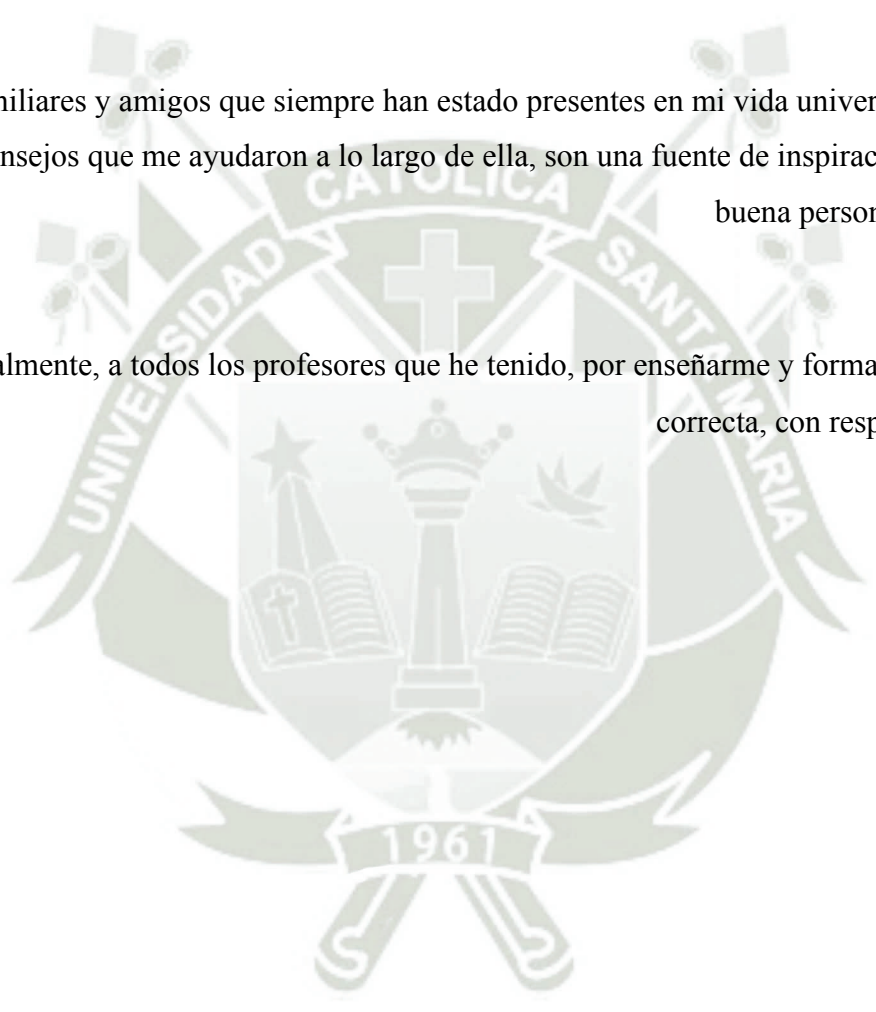 miliares y amigos que siempre han estado presentes en mi vida univer
nsejos que me ayudaron a lo largo de ella, son una fuente de inspirac
buena person
almente, a todos los profesores que he tenido, por enseñarme y forma
correcta, con resp
UNIVERSIDAD CATOLICA SANTA MARIA
1961